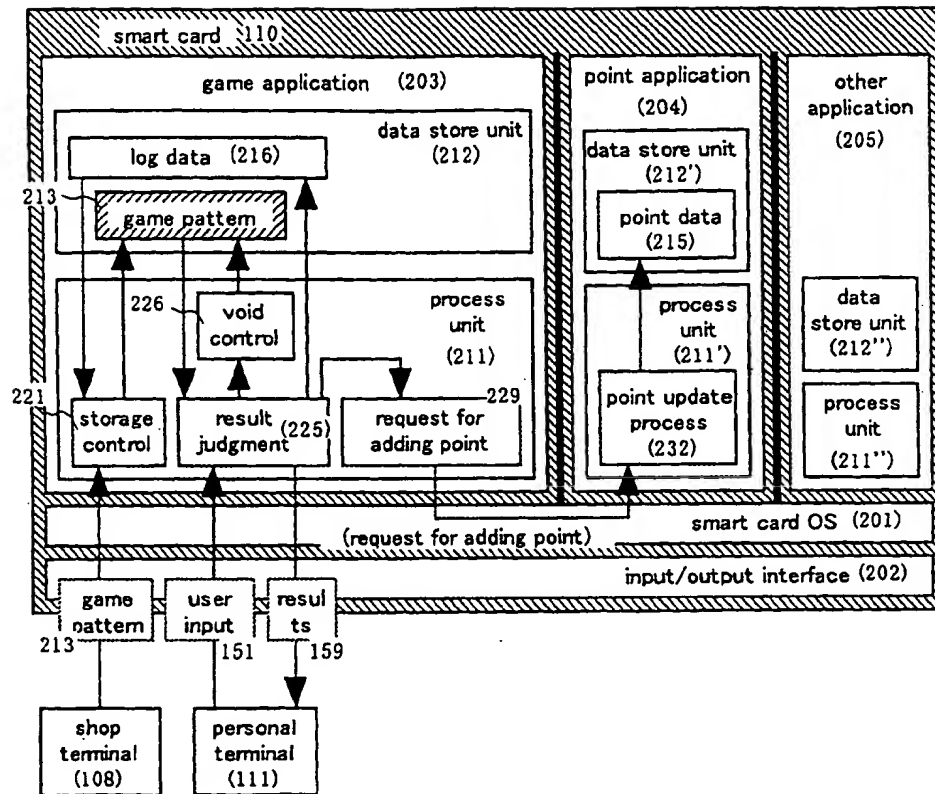 smart card 110
game application (203)
point application
(204)
other
application
(205)
data store unit
(212)
log data (216)
213
game pattern
data store unit
(212')
point data
(215)
226
void
control
process
unit
(211)
process
unit
(211')
data
store unit
(212'')
221
storage
control
result
judgment (225)
229
request for
adding point
point update
process
(232)
process
unit
(211'')
smart card OS (201)
(request for adding point)
input/output interface (202)
game
pattern
user
input
resul
ts
213
151
159
shop
terminal
(108)
personal
terminal
(111)